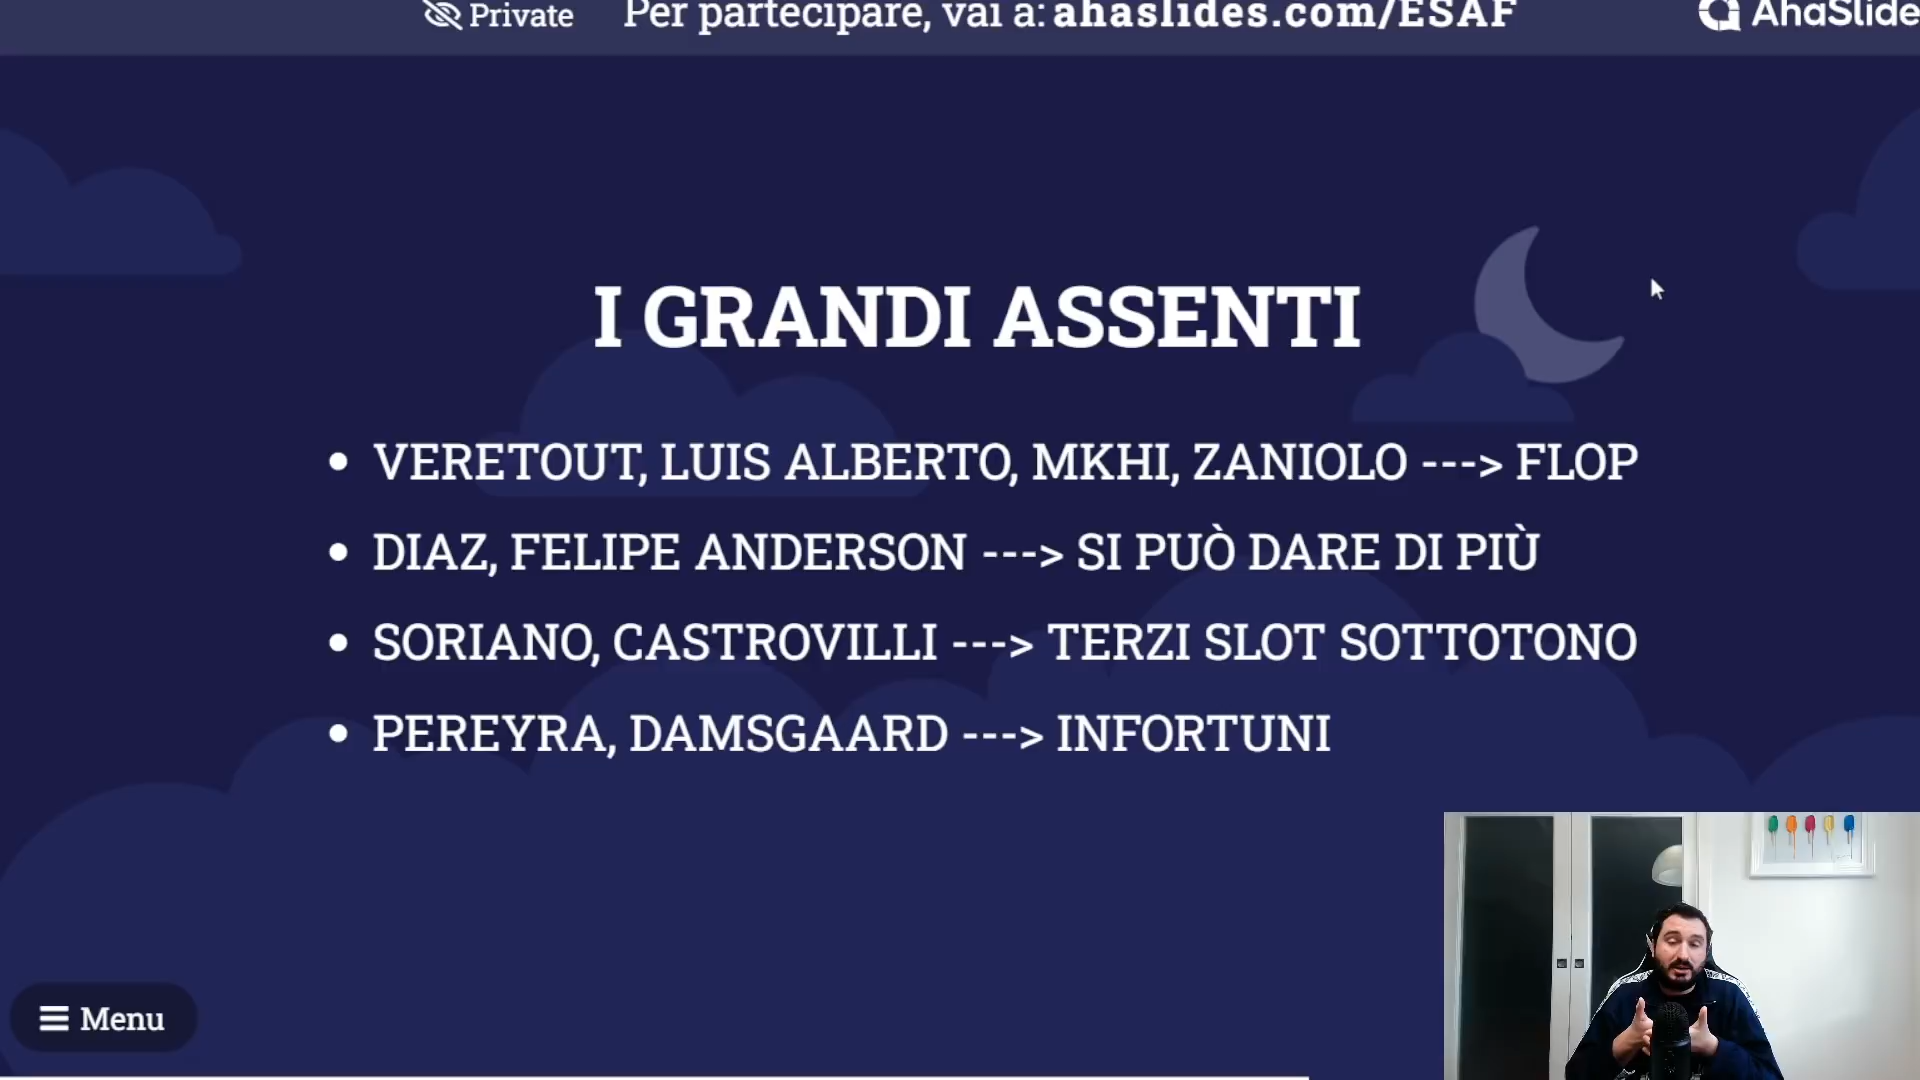 Private Per partecipare, vai a: ahaslides.com/ESAF AhaSlide
I GRANDI ASSENTI
• VERETOUT, LUIS ALBERTO, MKHI, ZANIOLO ---> FLOP
• DIAZ, FELIPE ANDERSON ---> SI PUÒ DARE DI PIÙ
• SORIANO, CASTROVILLI ---> TERZI SLOT SOTTOTONO
• PEREYRA, DAMSGAARD ---> INFORTUNI
Menu